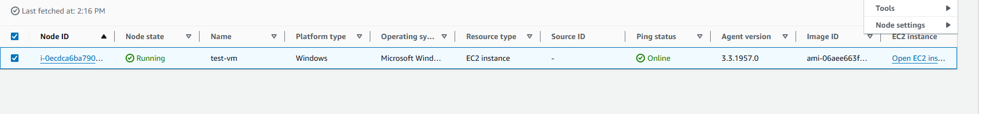 Last fetched at: 2:16 PM
Tools
Node settings
Node ID Node state Name Platform type Operating sy... Resource type Source ID Ping status Agent version Image ID EC2 instance
i-0ecdca6ba790... Running test-vm Windows Microsoft Wind... EC2 instance - Online 3.3.1957.0 ami-06aee663f... Open EC2 ins...